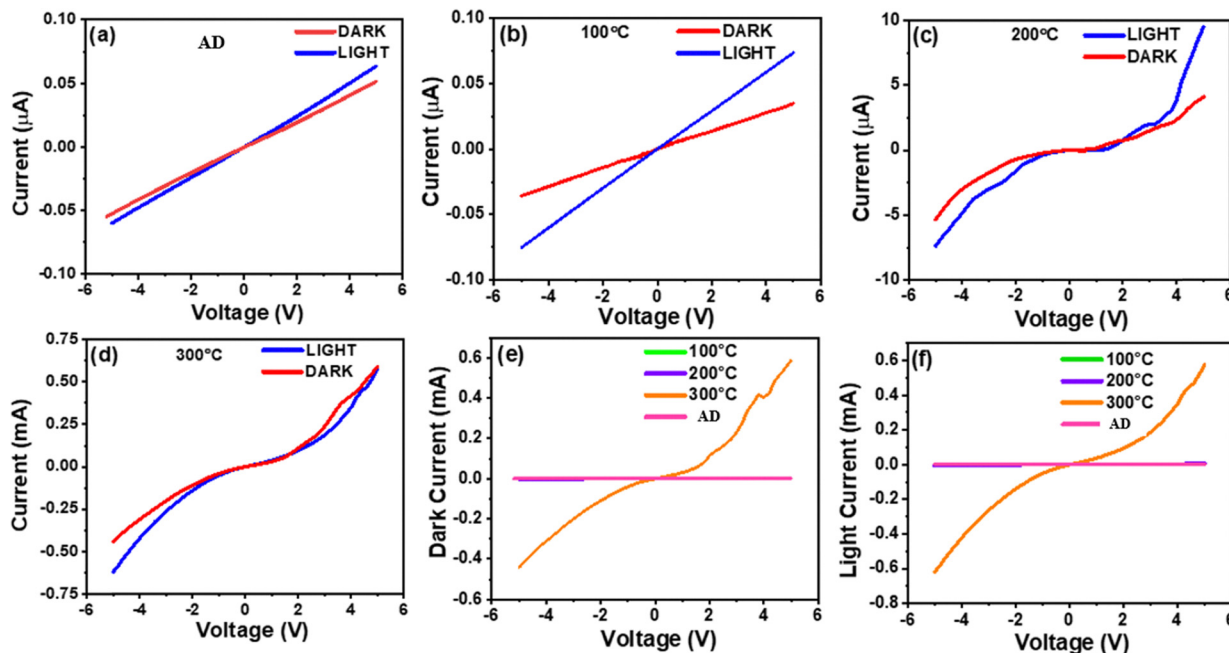 (a) AD DARK LIGHT
0.10
0.05
0.00
-0.05
-0.10
Current (μA)
-6 -4 -2 0 2 4 6
Voltage (V)
(b) 100°C DARK LIGHT
0.10
0.05
0.00
-0.05
-0.10
Current (μA)
-6 -4 -2 0 2 4 6
Voltage (V)
(c) 200°C LIGHT DARK
10
5
0
-5
-10
Current (μA)
-6 -4 -2 0 2 4 6
Voltage (V)
(d) 300°C LIGHT DARK
0.75
0.50
0.25
0.00
-0.25
-0.50
-0.75
Current (mA)
-6 -4 -2 0 2 4 6
Voltage (V)
(e)
100°C
200°C
300°C
AD
0.6
0.4
0.2
0.0
-0.2
-0.4
-0.6
Dark Current (mA)
-6 -4 -2 0 2 4 6
Voltage (V)
(f)
100°C
200°C
300°C
AD
0.6
0.4
0.2
0.0
-0.2
-0.4
-0.6
-0.8
Light Current (mA)
-6 -4 -2 0 2 4 6
Voltage (V)